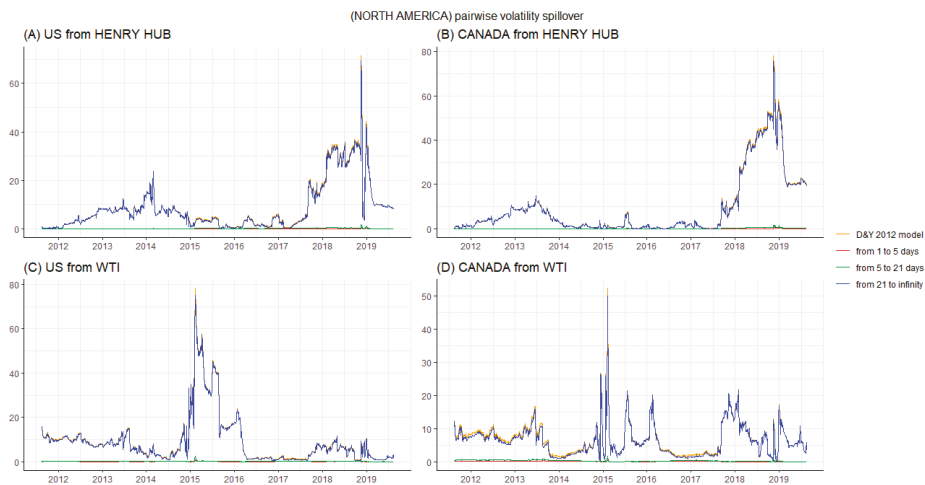 (NORTH AMERICA) pairwise volatility spillover
(A) US from HENRY HUB
60
40
20
0
2012 2013 2014 2015 2016 2017 2018 2019
(B) CANADA from HENRY HUB
80
60
40
20
0
2012 2013 2014 2015 2016 2017 2018 2019
(C) US from WTI
80
60
40
20
0
2012 2013 2014 2015 2016 2017 2018 2019
(D) CANADA from WTI
50
40
30
20
10
0
2012 2013 2014 2015 2016 2017 2018 2019
D&Y 2012 model
from 1 to 5 days
from 5 to 21 days
from 21 to infinity